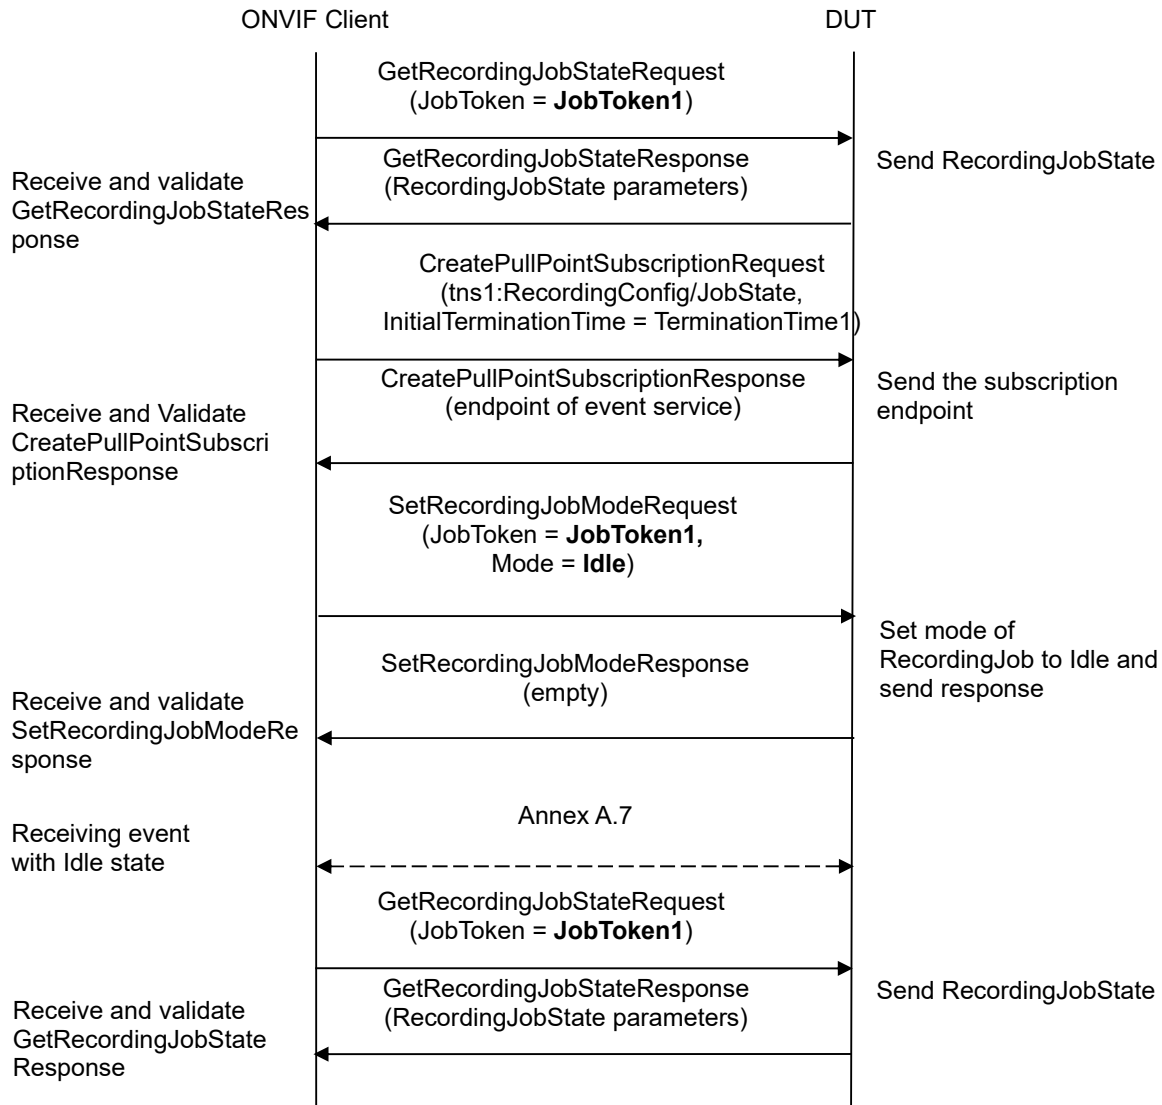 ONVIF Client
DUT
GetRecordingJobStateRequest
(JobToken = JobToken1)
GetRecordingJobStateResponse
(RecordingJobState parameters)
Send RecordingJobState
Receive and validate
GetRecordingJobStateRes
ponse
CreatePullPointSubscriptionRequest
(tns1:RecordingConfig/JobState,
InitialTerminationTime = TerminationTime1)
CreatePullPointSubscriptionResponse
(endpoint of event service)
Send the subscription
endpoint
Receive and Validate
CreatePullPointSubscri
ptionResponse
SetRecordingJobModeRequest
(JobToken = JobToken1,
Mode = Idle)
Set mode of
RecordingJob to Idle and
send response
SetRecordingJobModeResponse
(empty)
Receive and validate
SetRecordingJobModeRe
sponse
Annex A.7
Receiving event
with Idle state
GetRecordingJobStateRequest
(JobToken = JobToken1)
GetRecordingJobStateResponse
(RecordingJobState parameters)
Send RecordingJobState
Receive and validate
GetRecordingJobState
Response